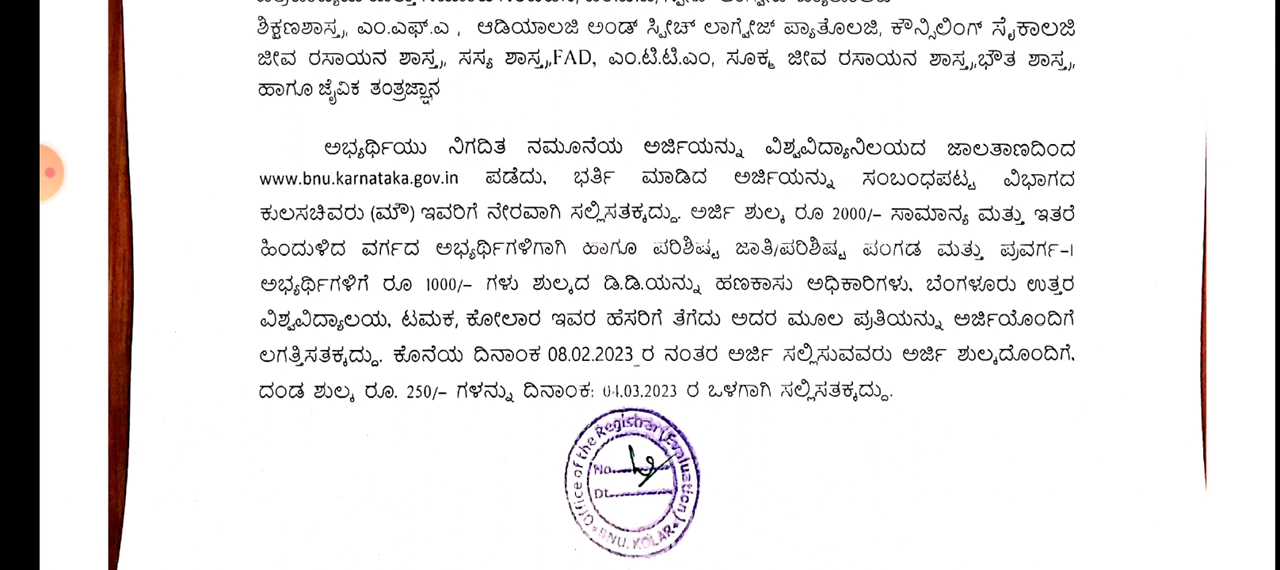 ಶಿಕ್ಷಣಶಾಸ್ತ್ರ, ಎಂ.ಎಫ್.ಎ , ಆಡಿಯಾಲಜಿ ಅಂಡ್ ಸ್ಪೀಚ್ ಲಾಗ್ವೇಜ್ ಪ್ಯಾತೊಲಜಿ, ಕೌನ್ಸಿಲಿಂಗ್ ಸೈಕಾಲಜಿ
ಜೀವ ರಸಾಯನ ಶಾಸ್ತ್ರ, ಸಸ್ಯ ಶಾಸ್ತ್ರ,FAD, ಎಂ.ಟಿ.ಟಿ.ಎಂ, ಸೂಕ್ಷ್ಮ ಜೀವ ರಸಾಯನ ಶಾಸ್ತ್ರ,ಭೌತ ಶಾಸ್ತ್ರ,
ಹಾಗೂ ಜೈವಿಕ ತಂತ್ರಜ್ಞಾನ
ಅಭ್ಯರ್ಥಿಯು ನಿಗದಿತ ನಮೂನೆಯ ಅರ್ಜಿಯನ್ನು ವಿಶ್ವವಿದ್ಯಾನಿಲಯದ ಜಾಲತಾಣದಿಂದ
www.bnu.karnataka.gov.in ಪಡೆದು, ಭರ್ತಿ ಮಾಡಿದ ಅರ್ಜಿಯನ್ನು ಸಂಬಂಧಪಟ್ಟ ವಿಭಾಗದ
ಕುಲಸಚಿವರು (ಮೌ) ಇವರಿಗೆ ನೇರವಾಗಿ ಸಲ್ಲಿಸತಕ್ಕದ್ದು. ಅರ್ಜಿ ಶುಲ್ಕ ರೂ 2000/- ಸಾಮಾನ್ಯ ಮತ್ತು ಇತರೆ
ಹಿಂದುಳಿದ ವರ್ಗದ ಅಭ್ಯರ್ಥಿಗಳಿಗಾಗಿ ಹಾಗೂ ಪರಿಶಿಷ್ಟ ಜಾತಿ/ಪರಿಶಿಷ್ಟ ಪಂಗಡ ಮತ್ತು ಪ್ರವರ್ಗ-1
ಅಭ್ಯರ್ಥಿಗಳಿಗೆ ರೂ 1000/- ಗಳು ಶುಲ್ಕದ ಡಿ.ಡಿ.ಯನ್ನು ಹಣಕಾಸು ಅಧಿಕಾರಿಗಳು, ಬೆಂಗಳೂರು ಉತ್ತರ
ವಿಶ್ವವಿದ್ಯಾಲಯ, ಟಮಕ, ಕೋಲಾರ ಇವರ ಹೆಸರಿಗೆ ತೆಗೆದು ಅದರ ಮೂಲ ಪ್ರತಿಯನ್ನು ಅರ್ಜಿಯೊಂದಿಗೆ
ಲಗತ್ತಿಸತಕ್ಕದ್ದು. ಕೊನೆಯ ದಿನಾಂಕ 08.02.2023 ರ ನಂತರ ಅರ್ಜಿ ಸಲ್ಲಿಸುವವರು ಅರ್ಜಿ ಶುಲ್ಕದೊಂದಿಗೆ,
ದಂಡ ಶುಲ್ಕ ರೂ. 250/- ಗಳನ್ನು ದಿನಾಂಕ: 04.03.2023 ರ ಒಳಗಾಗಿ ಸಲ್ಲಿಸತಕ್ಕದ್ದು.
Office of the Registrar (Evaluation)
No.
Dt.
BNU, KOLAR